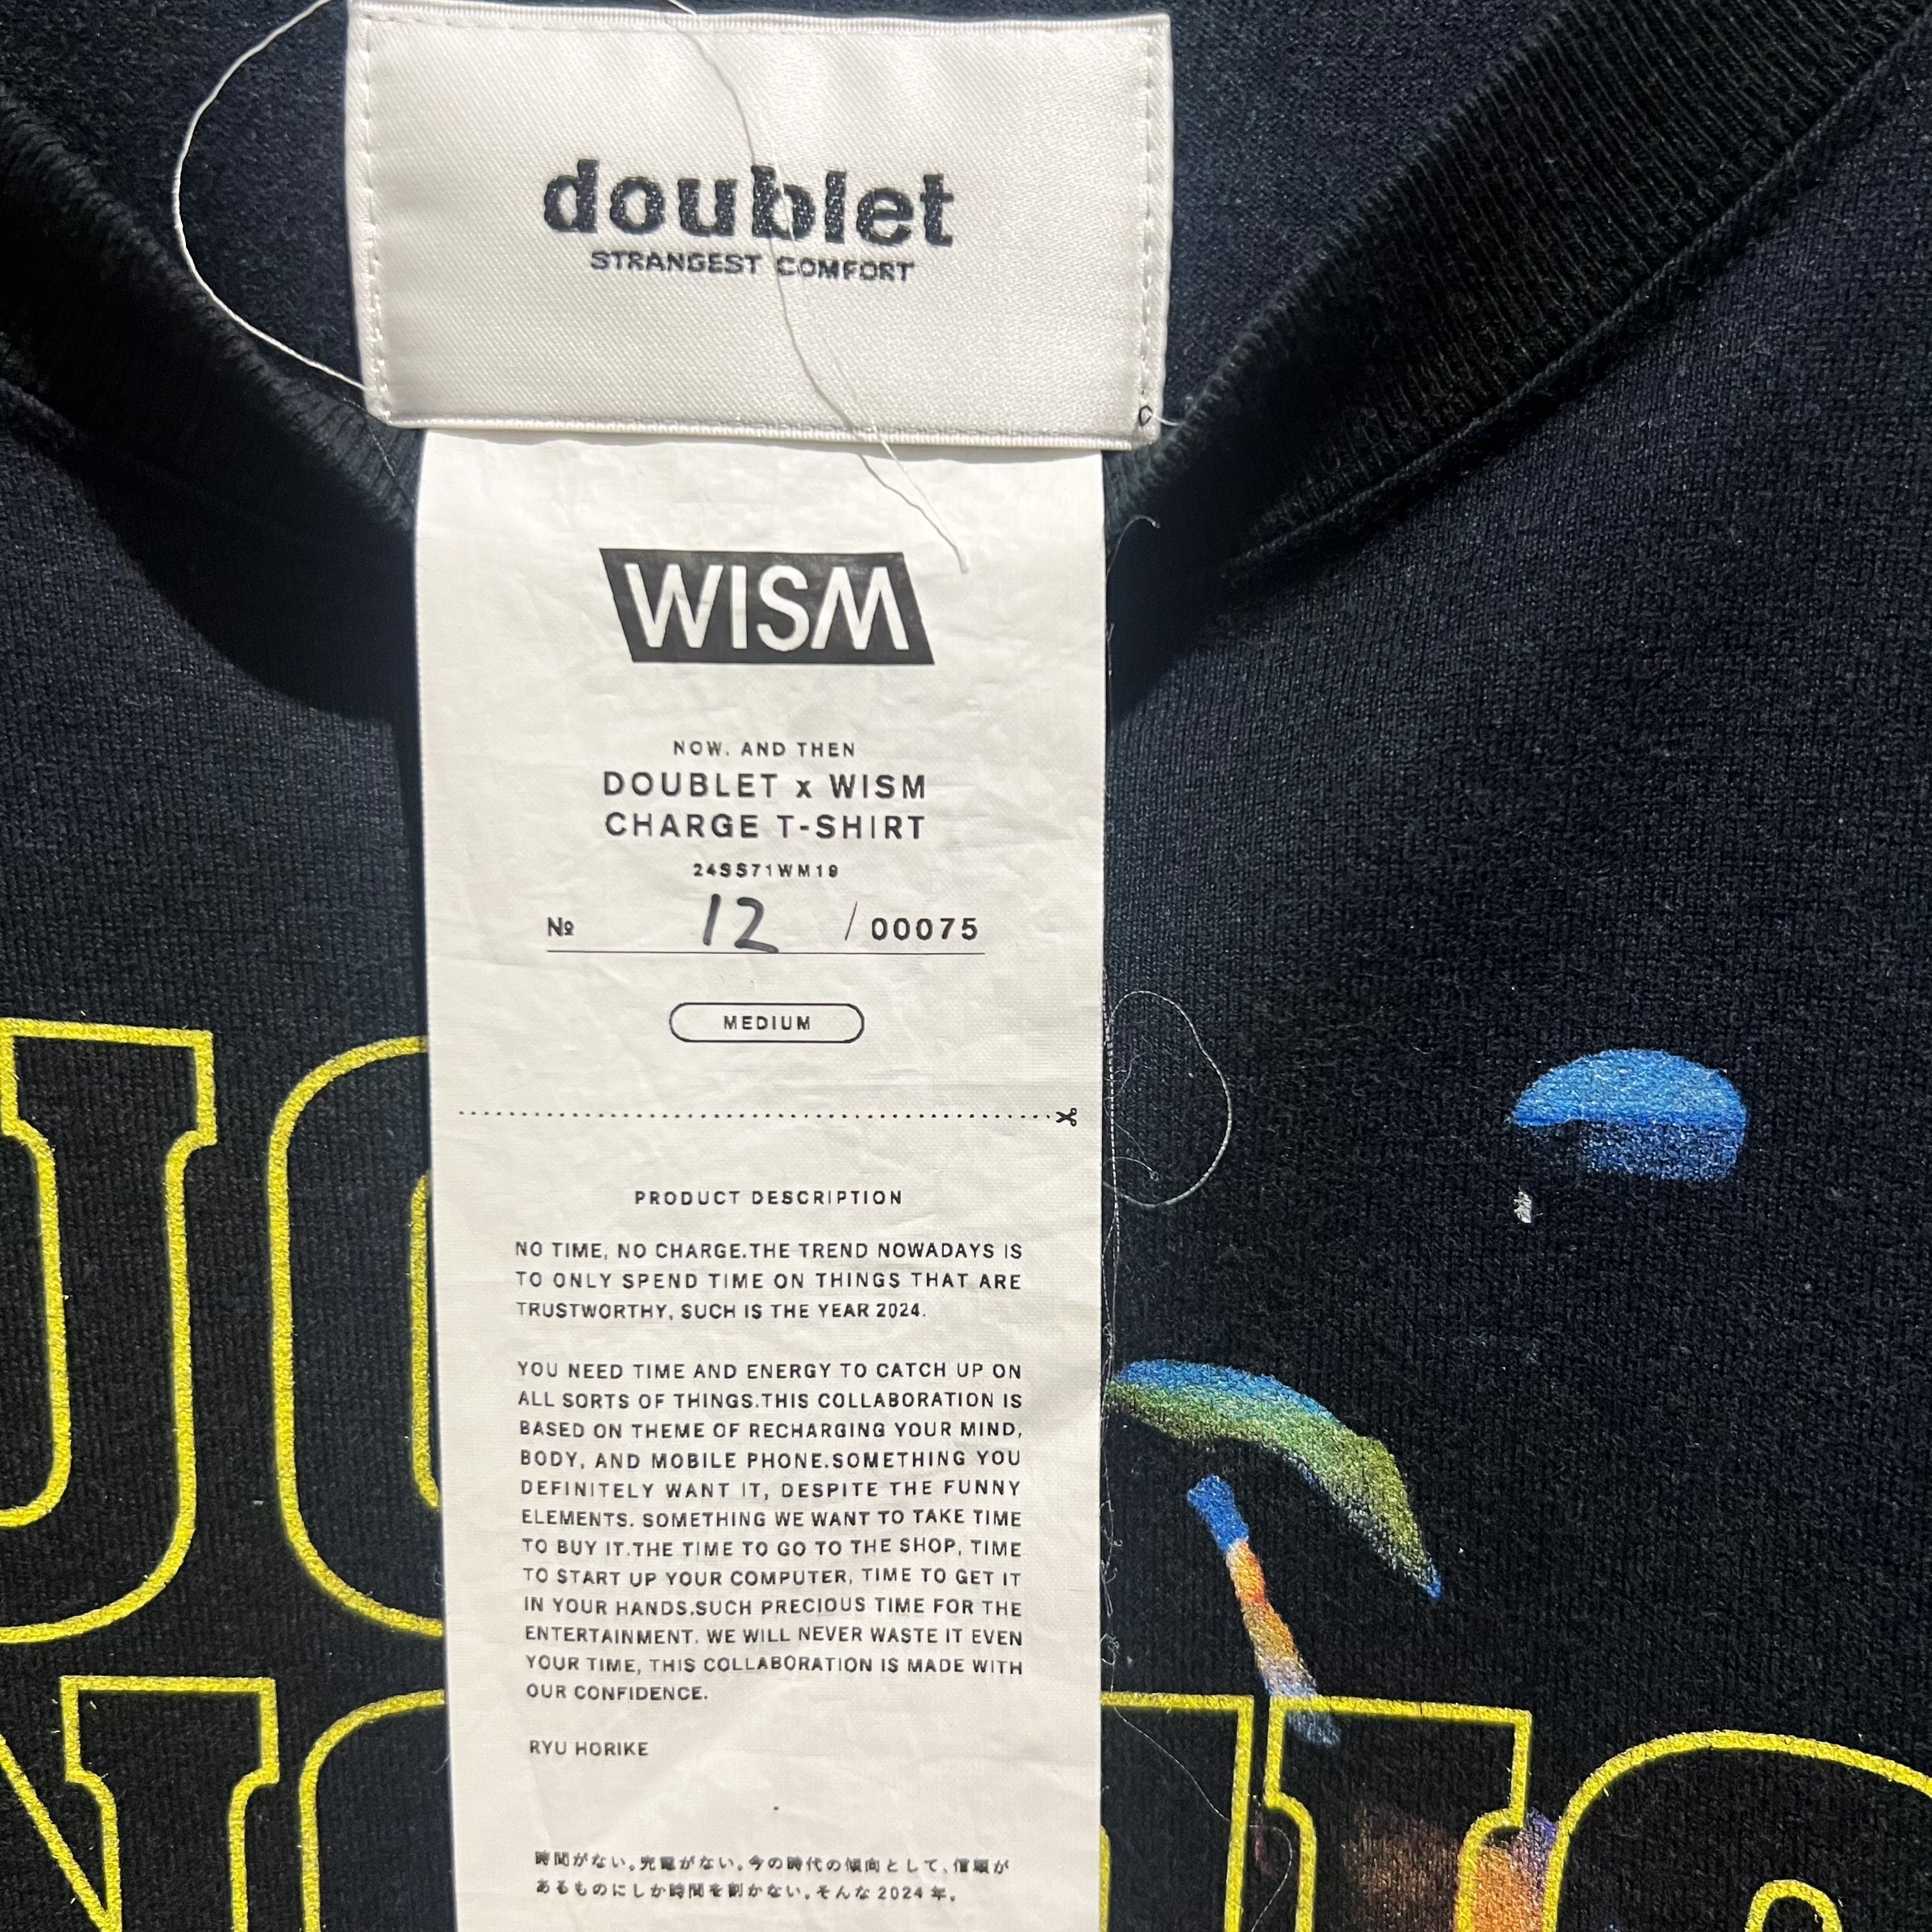 doublet
STRANGEST COMFORT
C
WISM
NOW, AND THEN
DOUBLET x WISM
CHARGE T-SHIRT
24SS71WM19
№ 12 / 00075
MEDIUM
PRODUCT DESCRIPTION
NO TIME, NO CHARGE.THE TREND NOWADAYS IS
TO ONLY SPEND TIME ON THINGS THAT ARE
TRUSTWORTHY, SUCH IS THE YEAR 2024.
YOU NEED TIME AND ENERGY TO CATCH UP ON
ALL SORTS OF THINGS.THIS COLLABORATION IS
BASED ON THEME OF RECHARGING YOUR MIND,
BODY, AND MOBILE PHONE.SOMETHING YOU
DEFINITELY WANT IT, DESPITE THE FUNNY
ELEMENTS. SOMETHING WE WANT TO TAKE TIME
TO BUY IT.THE TIME TO GO TO THE SHOP, TIME
TO START UP YOUR COMPUTER, TIME TO GET IT
IN YOUR HANDS.SUCH PRECIOUS TIME FOR THE
ENTERTAINMENT. WE WILL NEVER WASTE IT EVEN
YOUR TIME, THIS COLLABORATION IS MADE WITH
OUR CONFIDENCE.
RYU HORIKE
時間がない。充電がない。今の時代の傾向として、信頼が
あるものにしか時間を割かない。そんな2024年。